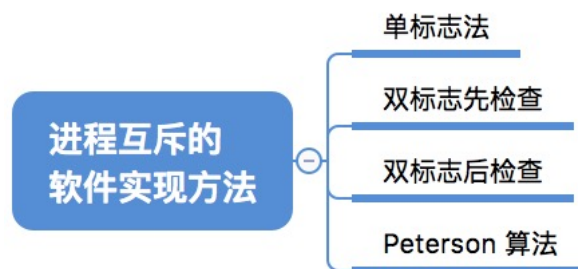 进程互斥的
软件实现方法
单标志法
双标志先检查
双标志后检查
Peterson 算法